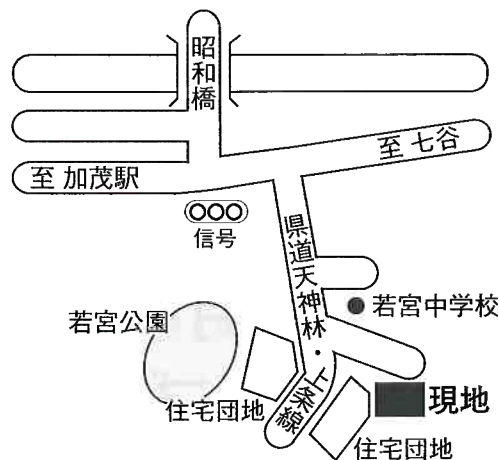 昭和橋
至 七谷
至 加茂駅
信号
県道天神林・上条線
若宮中学校
若宮公園
現地
住宅団地
住宅団地